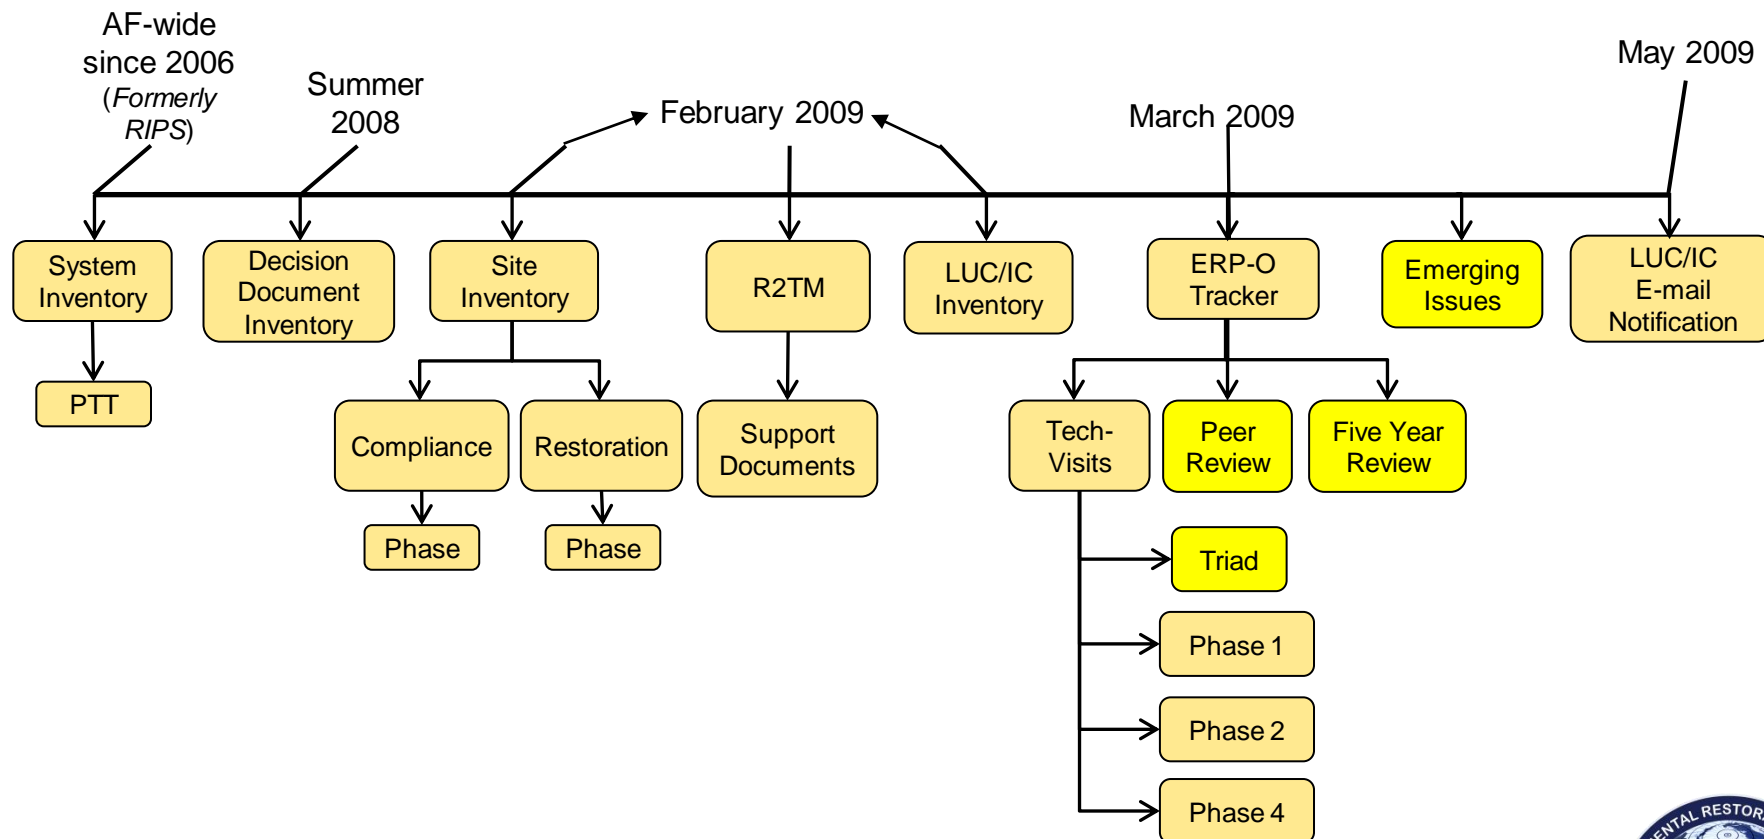 AF-wide
since 2006
(Formerly
RIPS)
Summer
2008
February 2009
March 2009
May 2009
System
Inventory
Decision
Document
Inventory
Site
Inventory
R2TM
LUC/IC
Inventory
ERP-O
Tracker
Emerging
Issues
LUC/IC
E-mail
Notification
PTT
Compliance
Restoration
Support
Documents
Tech-
Visits
Peer
Review
Five Year
Review
Phase
Phase
Triad
Phase 1
Phase 2
Phase 4